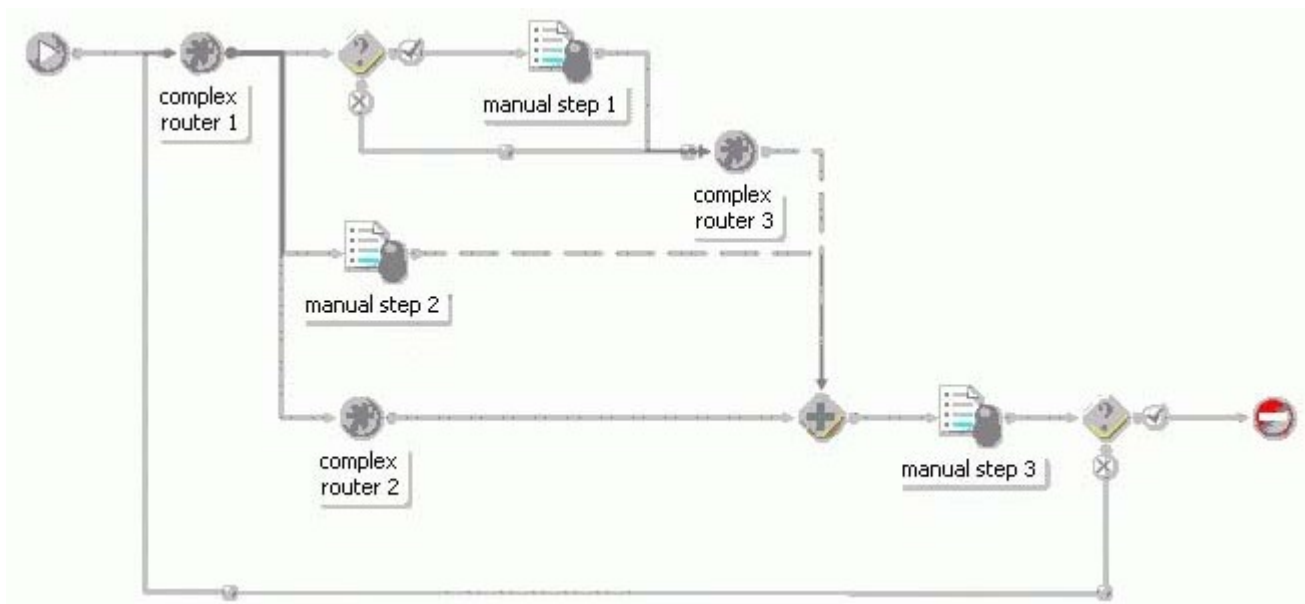 complex
router 1
manual step 1
complex
router 3
manual step 2
complex
router 2
manual step 3